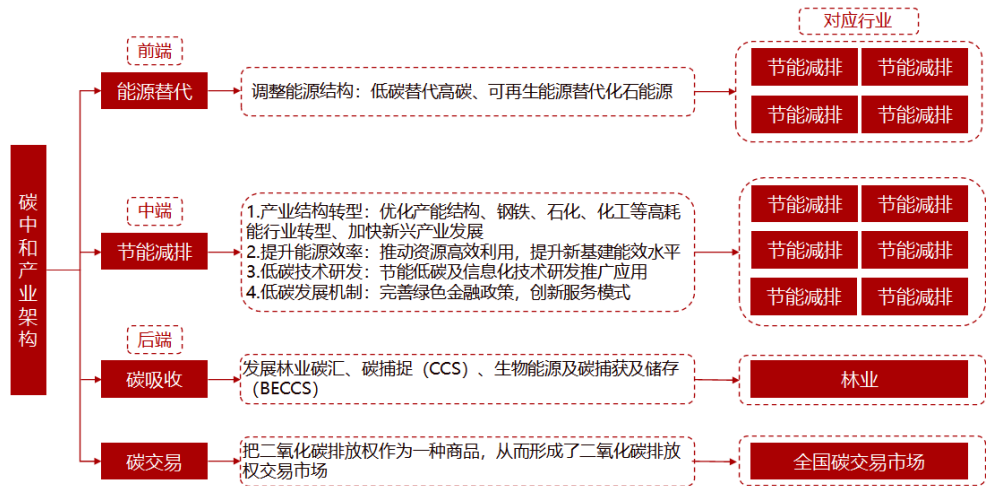 对应行业
前端
能源替代
调整能源结构：低碳替代高碳、可再生能源替代化石能源
节能减排
节能减排
节能减排
节能减排
碳中和产业架构
中端
节能减排
1.产业结构转型：优化产能结构、钢铁、石化、化工等高耗
能行业转型、加快新兴产业发展
2.提升能源效率：推动资源高效利用，提升新基建能效水平
3.低碳技术研发：节能低碳及信息化技术研发推广应用
4.低碳发展机制：完善绿色金融政策，创新服务模式
节能减排
节能减排
节能减排
节能减排
节能减排
节能减排
后端
碳吸收
发展林业碳汇、碳捕捉（CCS）、生物能源及碳捕获及储存
（BECCS）
林业
碳交易
把二氧化碳排放权作为一种商品，从而形成了二氧化碳排放
权交易市场
全国碳交易市场